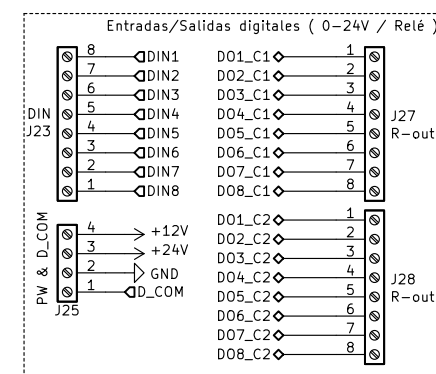 Entradas/Salidas digitales ( 0-24V / Relé )
DIN
J23
8 DIN1
7 DIN2
6 DIN3
5 DIN4
4 DIN5
3 DIN6
2 DIN7
1 DIN8
PW & D_COM
J25
4 +12V
3 +24V
2 GND
1 D_COM
DO1_C1 1
DO2_C1 2
DO3_C1 3
DO4_C1 4
DO5_C1 5
DO6_C1 6
DO7_C1 7
DO8_C1 8
J27
R-out
DO1_C2 1
DO2_C2 2
DO3_C2 3
DO4_C2 4
DO5_C2 5
DO6_C2 6
DO7_C2 7
DO8_C2 8
J28
R-out